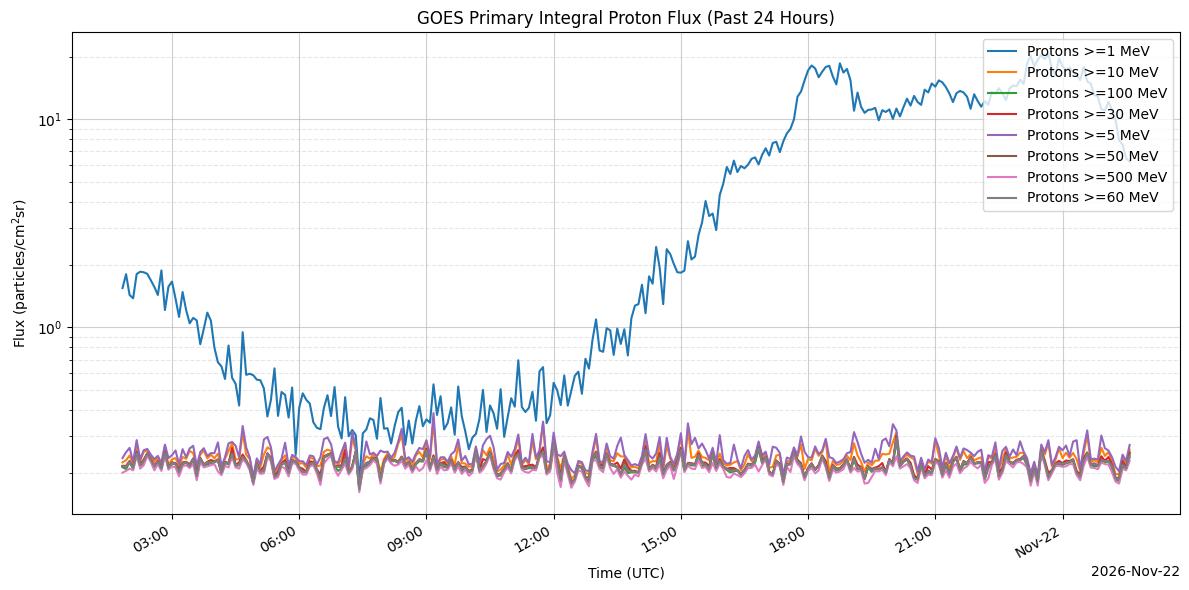 GOES Primary Integral Proton Flux (Past 24 Hours)
Flux (particles/cm²sr)
10¹
10⁰
Protons >=1 MeV
Protons >=10 MeV
Protons >=100 MeV
Protons >=30 MeV
Protons >=5 MeV
Protons >=50 MeV
Protons >=500 MeV
Protons >=60 MeV
03:00
06:00
09:00
12:00
15:00
18:00
21:00
Nov-22
Time (UTC)
2026-Nov-22